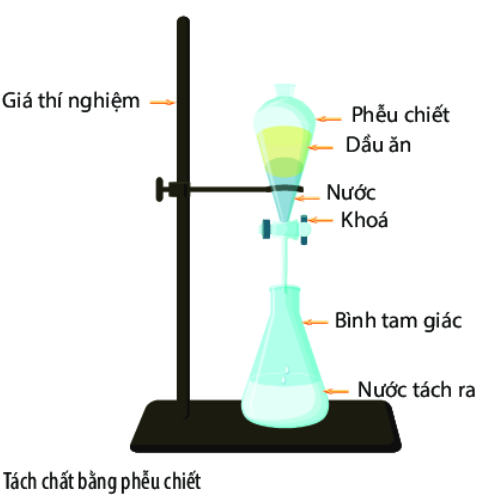 Giá thí nghiệm
Phễu chiết
Dầu ăn
Nước
Khoá
Bình tam giác
Nước tách ra
Tách chất bằng phễu chiết